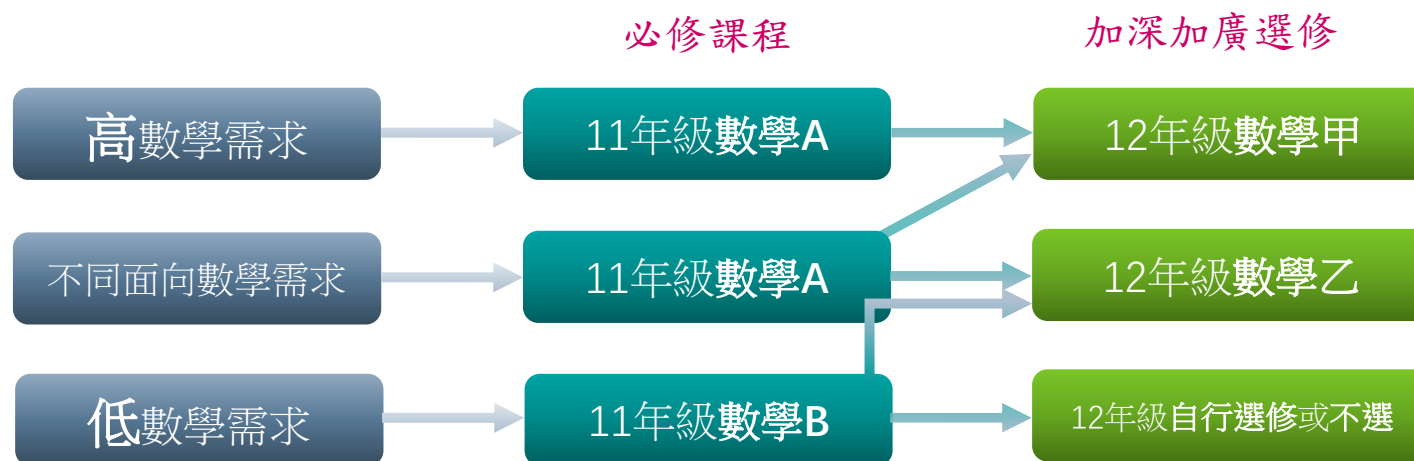 必修課程
加深加廣選修
高數學需求
11年級數學A
12年級數學甲
不同面向數學需求
11年級數學A
12年級數學乙
低數學需求
11年級數學B
12年級自行選修或不選